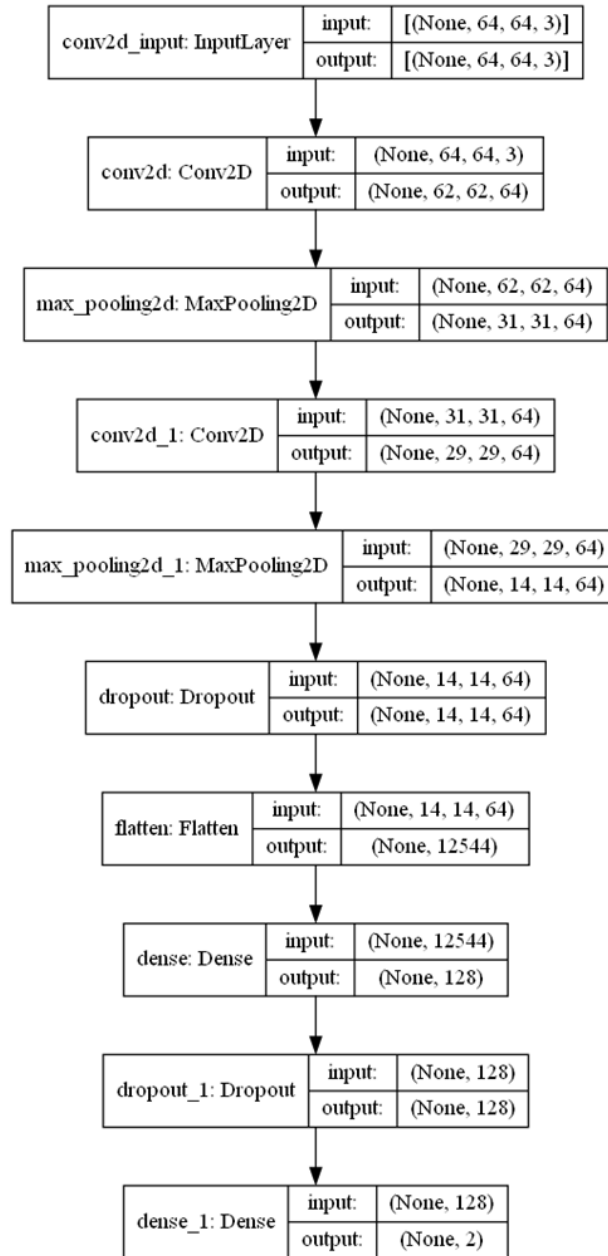 conv2d_input: InputLayer
input: [(None, 64, 64, 3)]
output: [(None, 64, 64, 3)]
conv2d: Conv2D
input: (None, 64, 64, 3)
output: (None, 62, 62, 64)
max_pooling2d: MaxPooling2D
input: (None, 62, 62, 64)
output: (None, 31, 31, 64)
conv2d_1: Conv2D
input: (None, 31, 31, 64)
output: (None, 29, 29, 64)
max_pooling2d_1: MaxPooling2D
input: (None, 29, 29, 64)
output: (None, 14, 14, 64)
dropout: Dropout
input: (None, 14, 14, 64)
output: (None, 14, 14, 64)
flatten: Flatten
input: (None, 14, 14, 64)
output: (None, 12544)
dense: Dense
input: (None, 12544)
output: (None, 128)
dropout_1: Dropout
input: (None, 128)
output: (None, 128)
dense_1: Dense
input: (None, 128)
output: (None, 2)